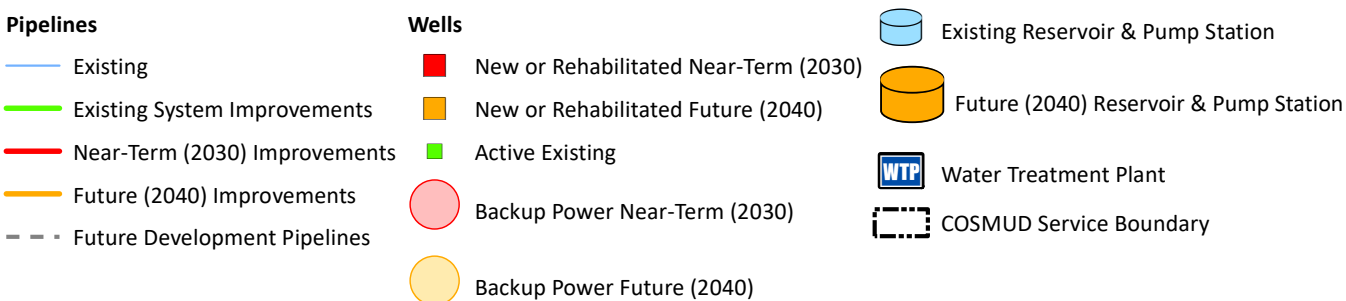 Pipelines
Existing
Existing System Improvements
Near-Term (2030) Improvements
Future (2040) Improvements
Future Development Pipelines
Wells
New or Rehabilitated Near-Term (2030)
New or Rehabilitated Future (2040)
Active Existing
Backup Power Near-Term (2030)
Backup Power Future (2040)
Existing Reservoir & Pump Station
Future (2040) Reservoir & Pump Station
WTP Water Treatment Plant
COSMUD Service Boundary